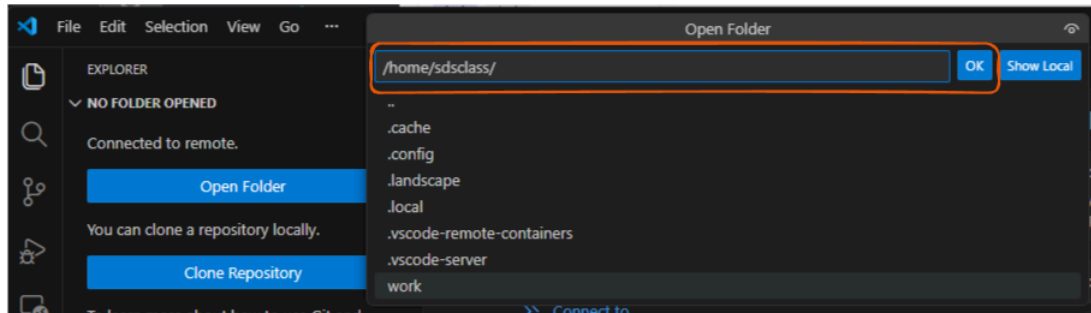 File Edit Selection View Go ···
Open Folder
EXPLORER
/home/sdsclass/
OK
Show Local
NO FOLDER OPENED
Connected to remote.
Open Folder
You can clone a repository locally.
Clone Repository
..
.cache
.config
.landscape
.local
.vscode-remote-containers
.vscode-server
work
Connect to